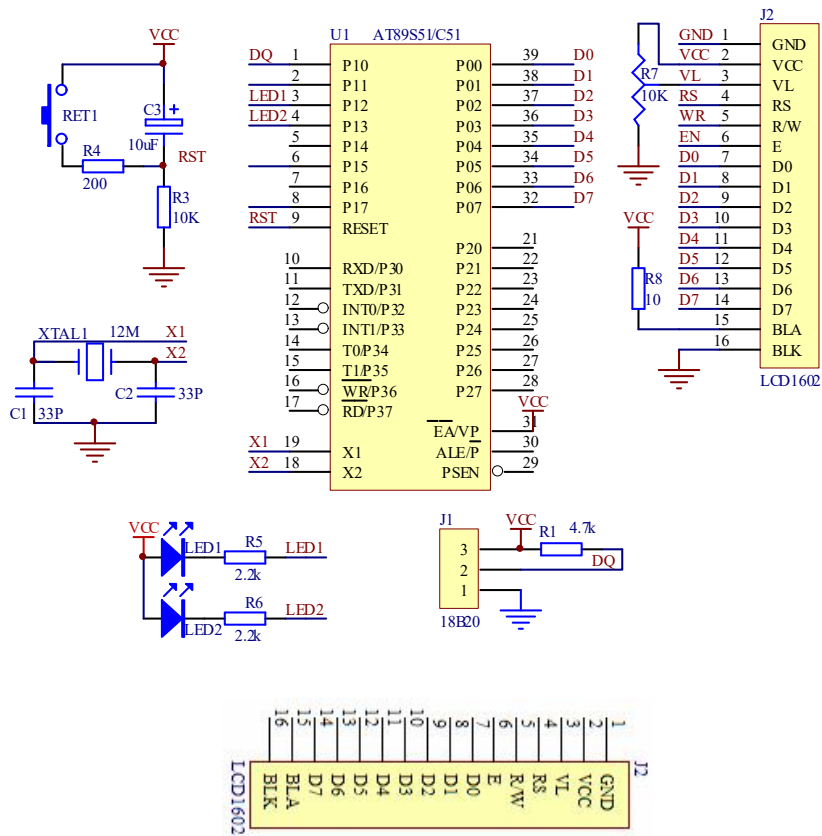 VCC
RET1
C3
+
10uF
RST
R4
200
R3
10K
U1 AT89S51/C51
DQ 1 P10
2 P11
LED1 3 P12
LED2 4 P13
5 P14
6 P15
7 P16
8 P17
RST 9 RESET
10 RXD/P30
11 TXD/P31
12 INT0/P32
13 INT1/P33
14 T0/P34
15 T1/P35
16 WR/P36
17 RD/P37
X1 19 X1
X2 18 X2
P00 39 D0
P01 38 D1
P02 37 D2
P03 36 D3
P04 35 D4
P05 34 D5
P06 33 D6
P07 32 D7
P20 21
P21 22
P22 23
P23 24
P24 25
P25 26
P26 27
P27 28
VCC
EA/VP 31
ALE/P 30
PSEN 29
J2
GND 1 GND
VCC 2 VCC
VL 3 VL
RS 4 RS
WR 5 R/W
EN 6 E
D0 7 D0
D1 8 D1
D2 9 D2
D3 10 D3
D4 11 D4
D5 12 D5
D6 13 D6
D7 14 D7
15 BLA
16 BLK
LCD1602
R7
10K
VCC
R8
10
XTAL1 12M X1
X2
C1 33P
C2 33P
VCC
LED1 R5 LED1
2.2k
R6 LED2
LED2 2.2k
J1 VCC R1 4.7k
3
2 DQ
1
18B20
J2
1 GND
2 VCC
3 VL
4 RS
5 R/W
6 E
7 D0
8 D1
9 D2
10 D3
11 D4
12 D5
13 D6
14 D7
15 BLA
16 BLK
LCD1602